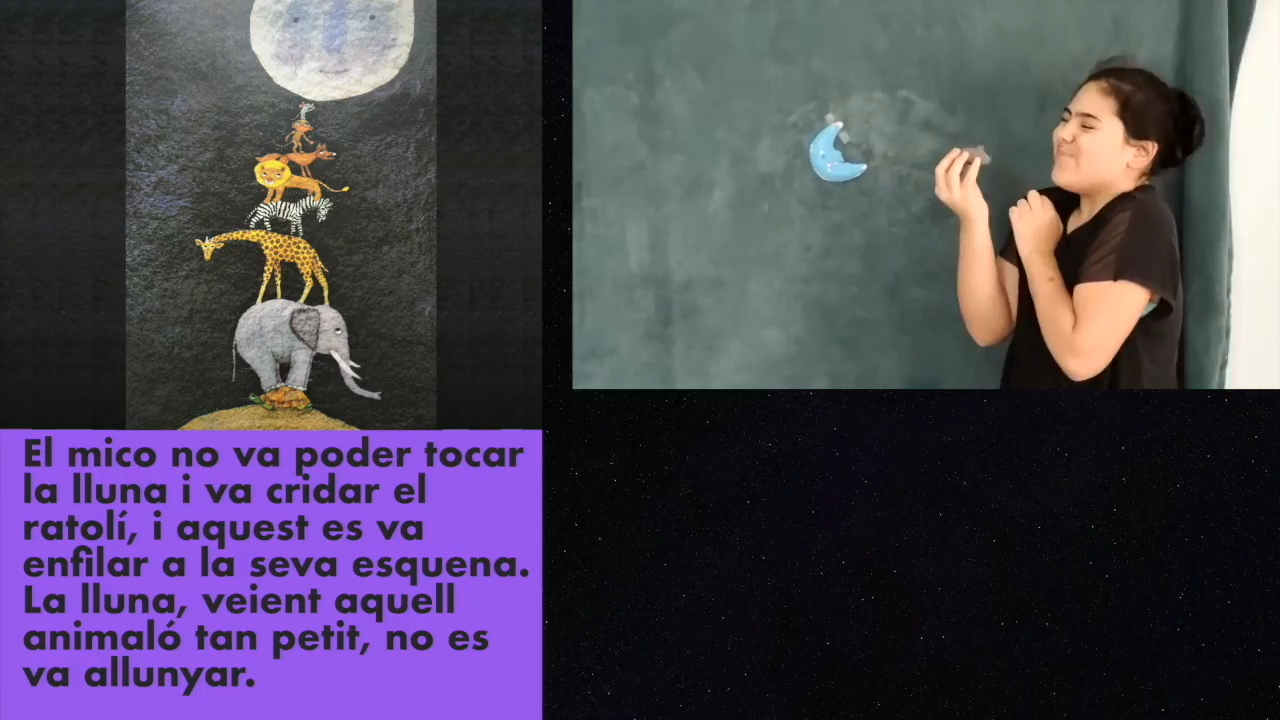 El mico no va poder tocar
la lluna i va cridar el
ratolí, i aquest es va
enfilar a la seva esquena.
La lluna, veient aquell
animaló tan petit, no es
va allunyar.